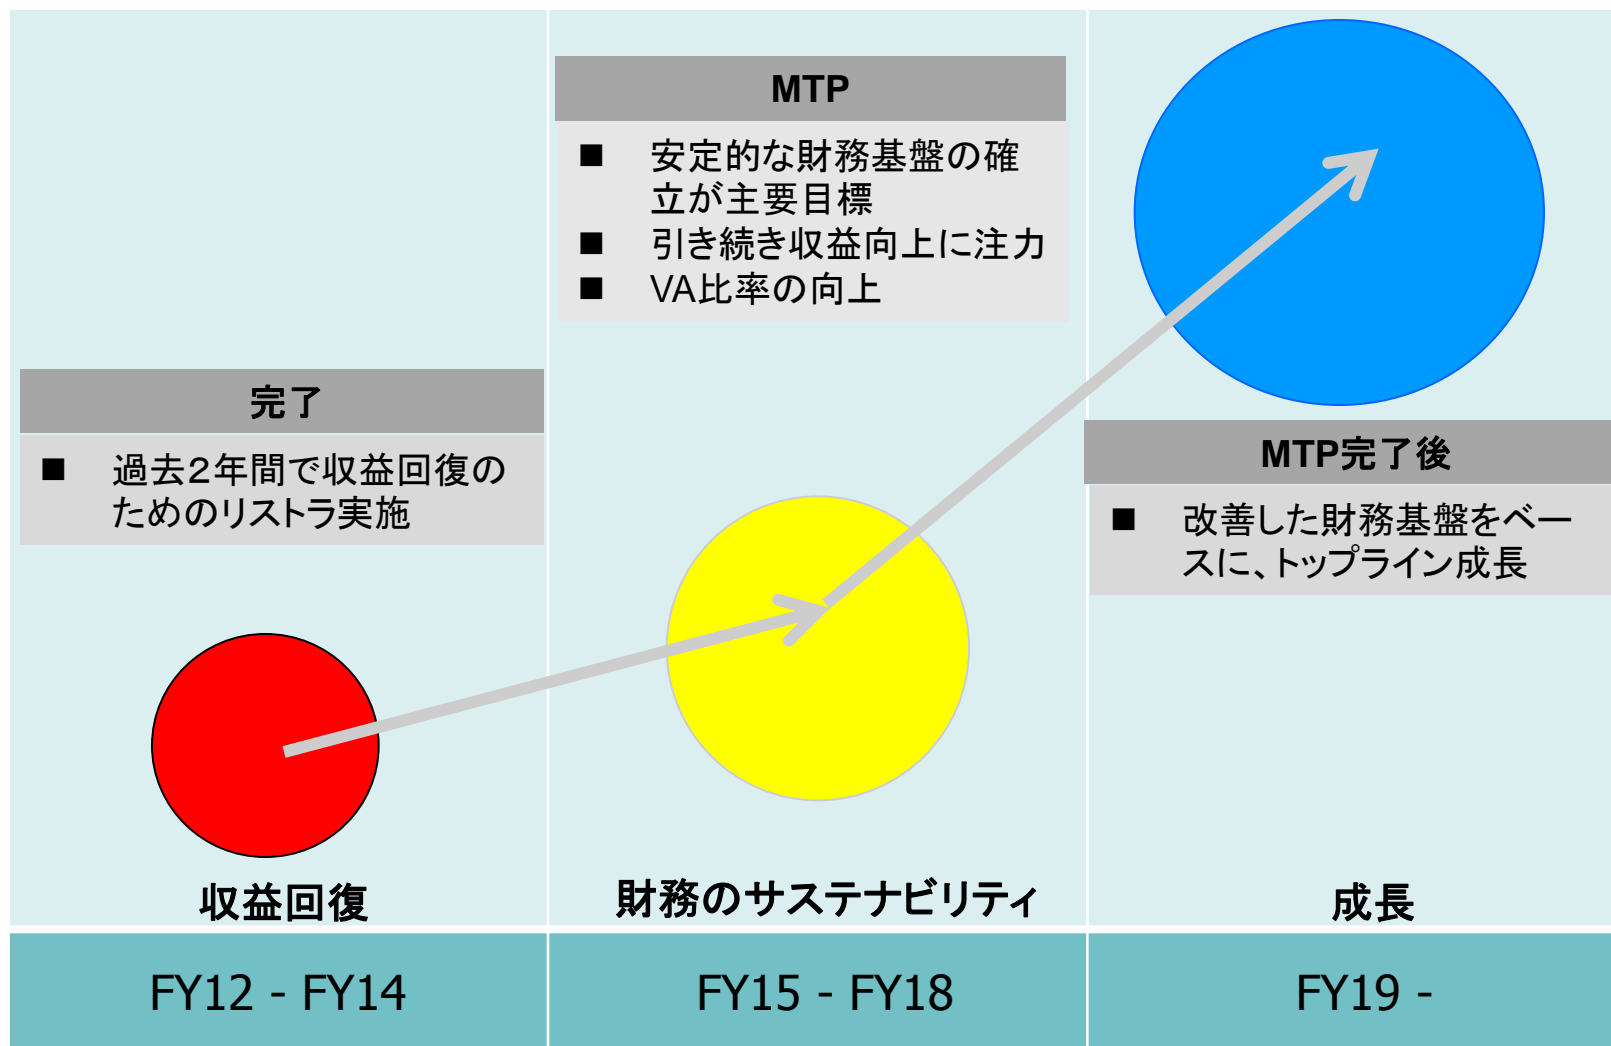 MTP
■ 安定的な財務基盤の確
立が主要目標
■ 引き続き収益向上に注力
■ VA比率の向上
完了
■ 過去２年間で収益回復の
ためのリストラ実施
MTP完了後
■ 改善した財務基盤をベー
スに、トップライン成長
収益回復
財務のサステナビリティ
成長
FY12 - FY14
FY15 - FY18
FY19 -